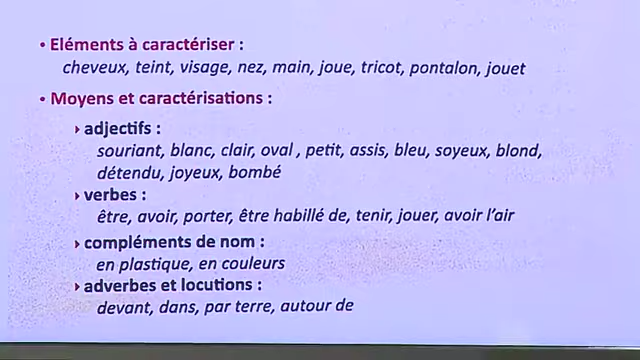 • Eléments à caractériser :
cheveux, teint, visage, nez, main, joue, tricot, pantalon, jouet
• Moyens et caractérisations :
adjectifs :
souriant, blanc, clair, oval , petit, assis, bleu, soyeux, blond,
détendu, joyeux, bombé
verbes :
être, avoir, porter, être habillé de, tenir, jouer, avoir l'air
compléments de nom :
en plastique, en couleurs
adverbes et locutions :
devant, dans, par terre, autour de